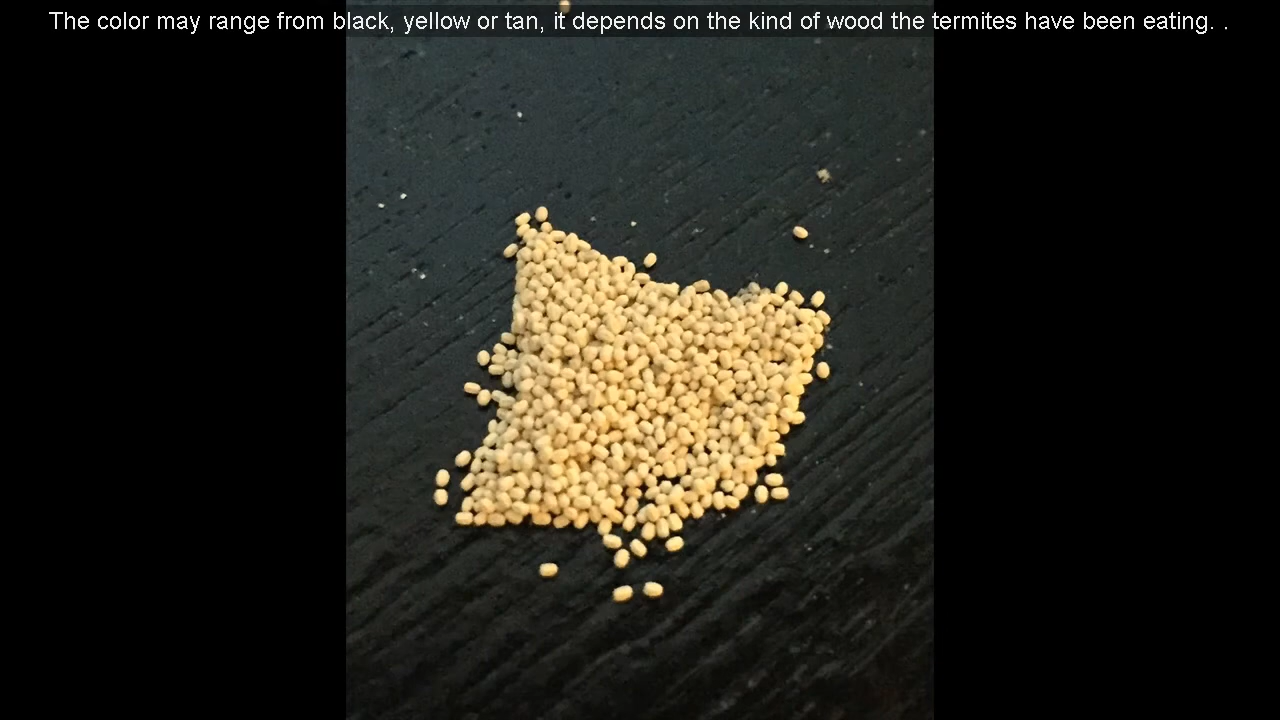 The color may range from black, yellow or tan, it depends on the kind of wood the termites have been eating. .